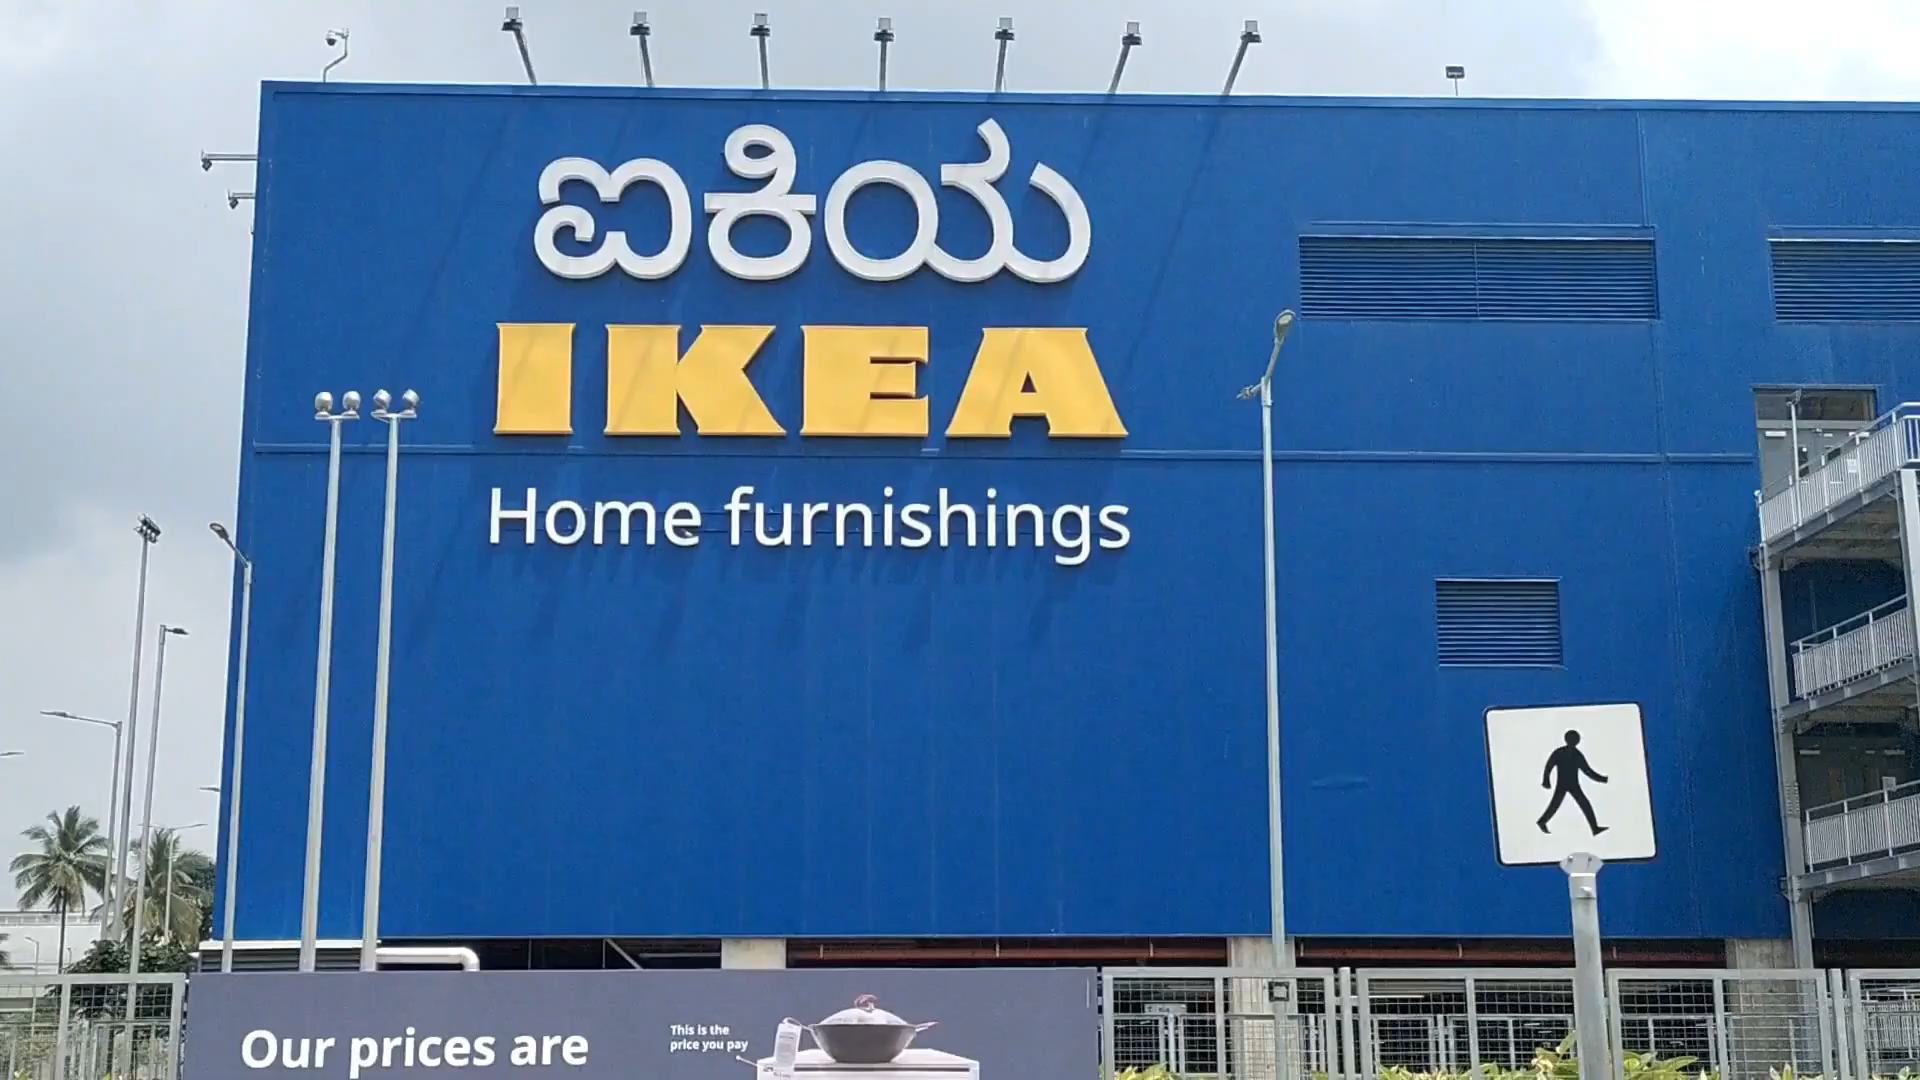 ಐಕಿಯ
IKEA
Home furnishings
Our prices are
This is the
price you pay